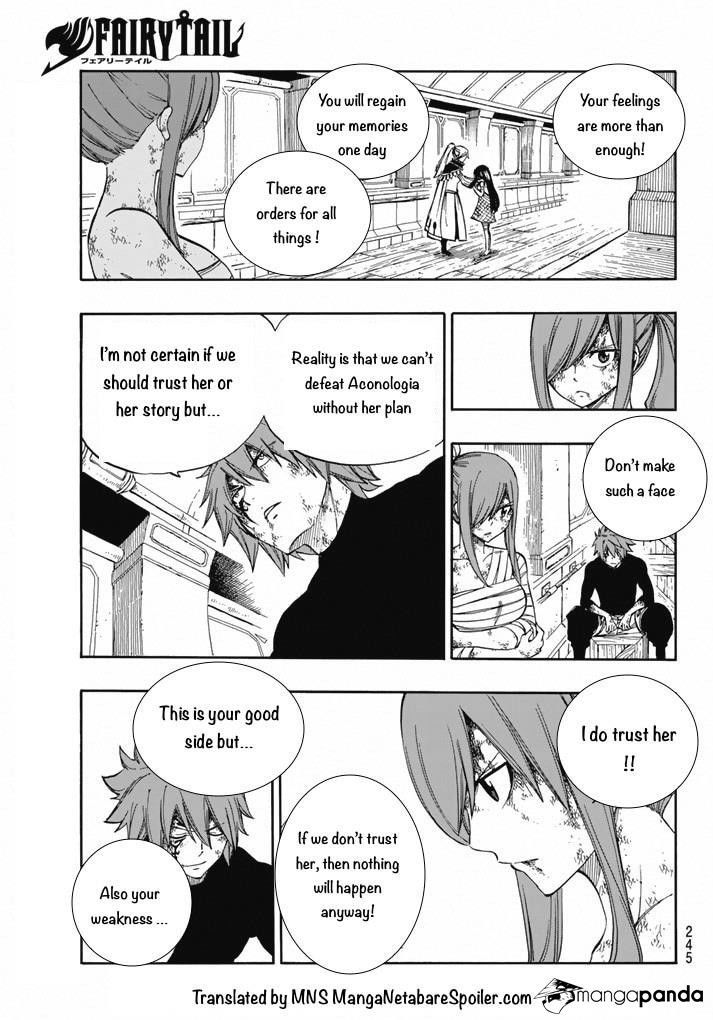 FAIRY TAIL
フェアリーテイル
Your feelings
are more than
enough!
You will regain
your memories
one day
There are
orders for all
things !
Reality is that we can't
defeat Aconologia
without her plan
I'm not certain if we
should trust her or
her story but...
Don't make
such a face
I do trust her
!!
If we don't trust
her, then nothing
will happen
anyway!
This is your good
side but...
Also your
weakness ...
245
Translated by MNS MangaNetabareSpoiler.com
mangapanda